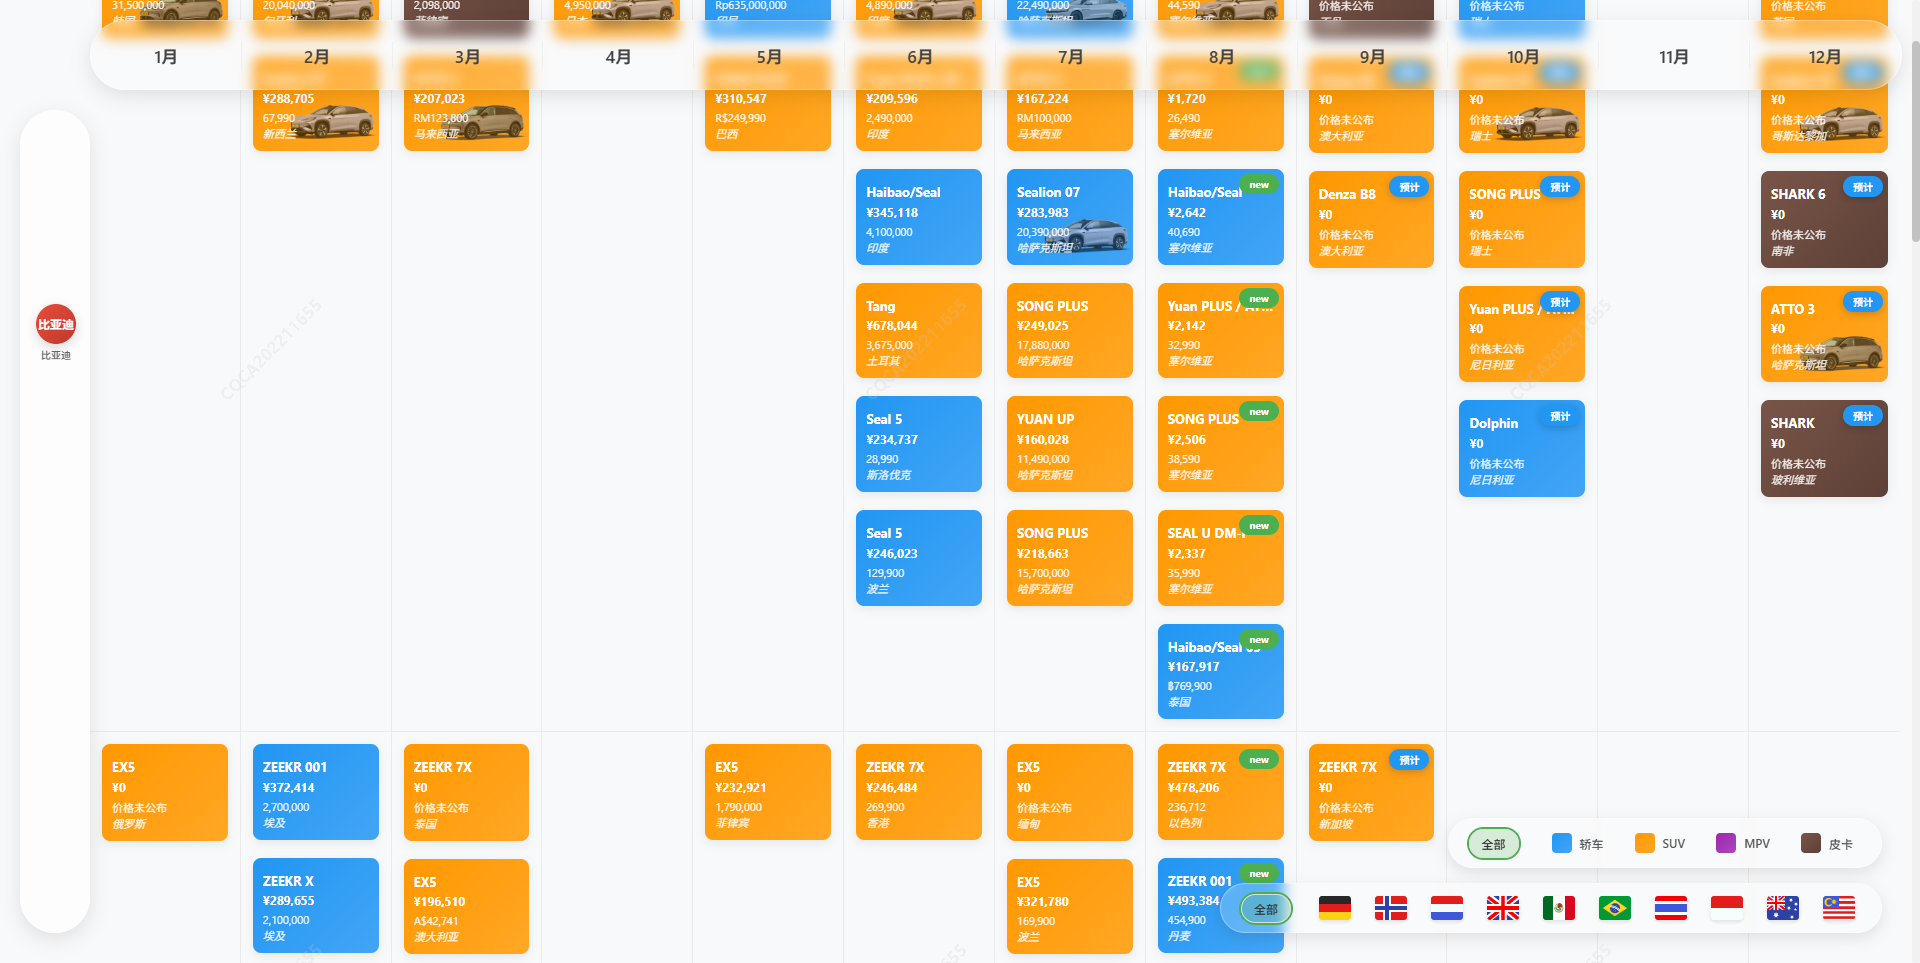 31,500,000
韩国
20,040,000
匈牙利
2,098,000
菲律宾
4,950,000
日本
Rp635,000,000
印尼
4,890,000
印度
22,490,000
哈萨克斯坦
44,590
塞尔维亚
价格未公布
价格未公布
瑞士
价格未公布
1月
2月
3月
4月
5月
6月
7月
8月
9月
10月
11月
12月
¥288,705
67,990
新西兰
¥207,023
RM123,800
马来西亚
¥310,547
R$249,990
巴西
¥209,596
2,490,000
印度
¥167,224
RM100,000
马来西亚
¥1,720
26,490
塞尔维亚
¥0
价格未公布
澳大利亚
¥0
价格未公布
瑞士
¥0
价格未公布
哥斯达黎加
Haibao/Seal
¥345,118
4,100,000
印度
Sealion 07
¥283,983
20,390,000
哈萨克斯坦
Haibao/Seal
new
¥2,642
40,690
塞尔维亚
Denza B8
预计
¥0
价格未公布
澳大利亚
SONG PLUS
预计
¥0
价格未公布
瑞士
SHARK 6
预计
¥0
价格未公布
南非
比亚迪
比亚迪
Tang
¥678,044
3,675,000
土耳其
SONG PLUS
¥249,025
17,880,000
哈萨克斯坦
Yuan PLUS /
new
¥2,142
32,990
塞尔维亚
Yuan PLUS /
预计
¥0
价格未公布
尼日利亚
ATTO 3
预计
¥0
价格未公布
哈萨克斯坦
Seal 5
¥234,737
28,990
斯洛伐克
YUAN UP
¥160,028
11,490,000
哈萨克斯坦
SONG PLUS
new
¥2,506
38,590
塞尔维亚
Dolphin
预计
¥0
价格未公布
尼日利亚
SHARK
预计
¥0
价格未公布
玻利维亚
Seal 5
¥246,023
129,900
波兰
SONG PLUS
¥218,663
15,700,000
哈萨克斯坦
SEAL U DM-
new
¥2,337
35,990
塞尔维亚
Haibao/Seal
new
¥167,917
฿769,900
泰国
EX5
¥0
价格未公布
俄罗斯
ZEEKR 001
¥372,414
2,700,000
埃及
ZEEKR 7X
¥0
价格未公布
泰国
EX5
¥232,921
1,790,000
菲律宾
ZEEKR 7X
¥246,484
269,900
香港
EX5
¥0
价格未公布
缅甸
ZEEKR 7X
new
¥478,206
236,712
以色列
ZEEKR 7X
预计
¥0
价格未公布
新加坡
ZEEKR X
¥289,655
2,100,000
埃及
EX5
¥196,510
A$42,741
澳大利亚
EX5
¥321,780
169,900
波兰
ZEEKR 001
new
¥493,384
454,900
丹麦
全部
轿车
SUV
MPV
皮卡
全部
CQCA202211655
CQCA202211655
CQCA202211655